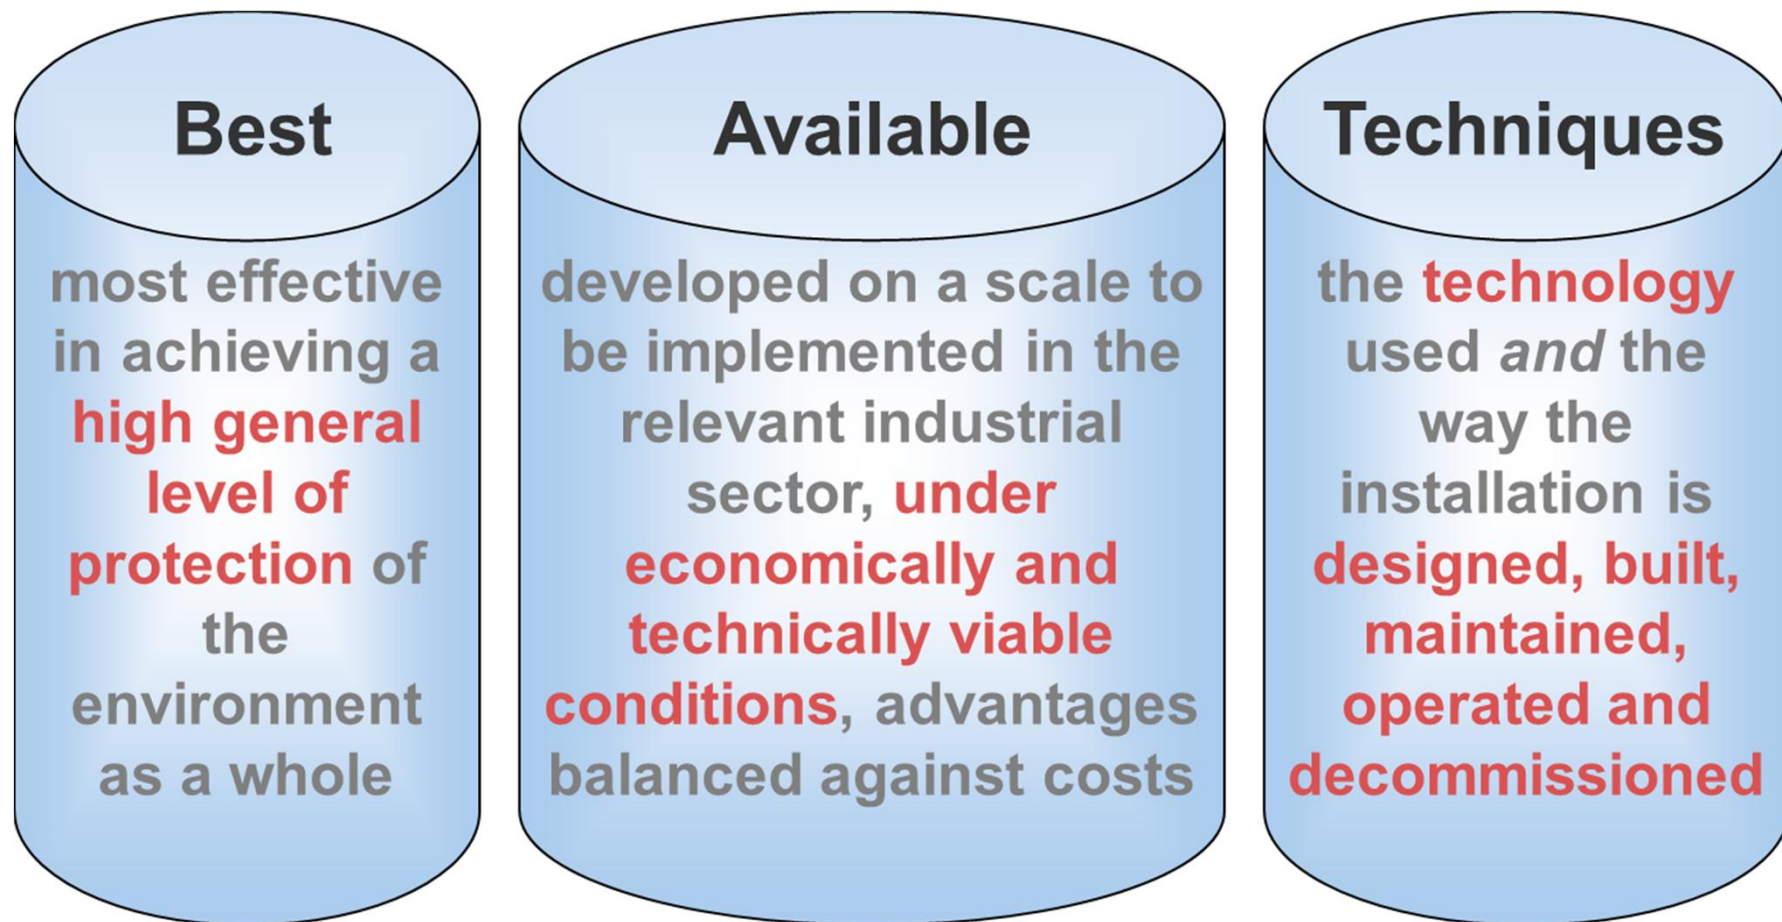 Best
most effective
in achieving a
high general
level of
protection of
the
environment
as a whole
Available
developed on a scale to
be implemented in the
relevant industrial
sector, under
economically and
technically viable
conditions, advantages
balanced against costs
Techniques
the technology
used and the
way the
installation is
designed, built,
maintained,
operated and
decommissioned